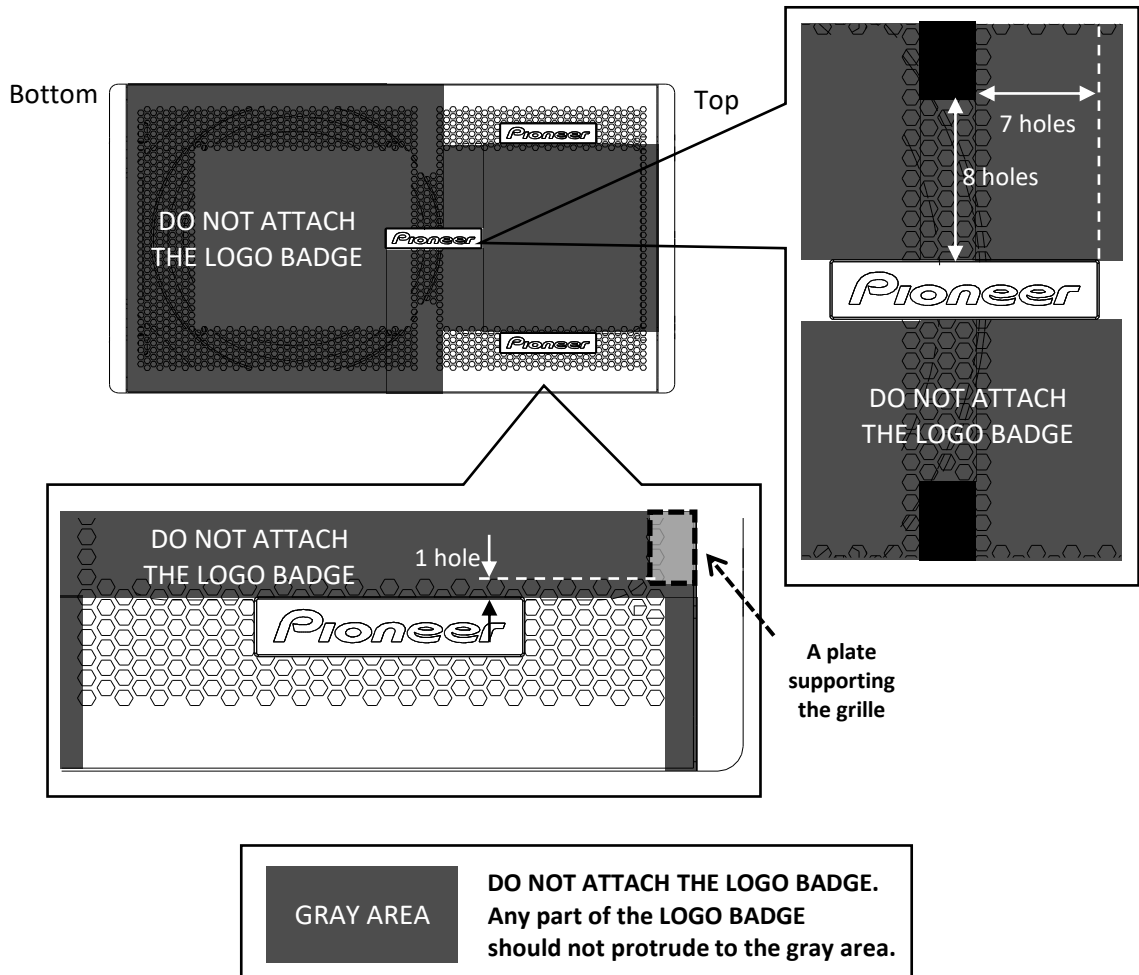 Bottom
Top
Pioneer
DO NOT ATTACH
THE LOGO BADGE
Pioneer
Pioneer
7 holes
8 holes
Pioneer
DO NOT ATTACH
THE LOGO BADGE
DO NOT ATTACH
THE LOGO BADGE
1 hole
Pioneer
A plate
supporting
the grille
GRAY AREA
DO NOT ATTACH THE LOGO BADGE.
Any part of the LOGO BADGE
should not protrude to the gray area.